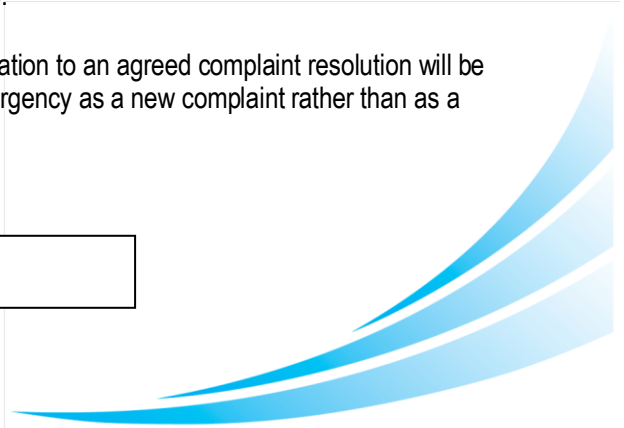 ation to an agreed complaint resolution will be
rgency as a new complaint rather than as a